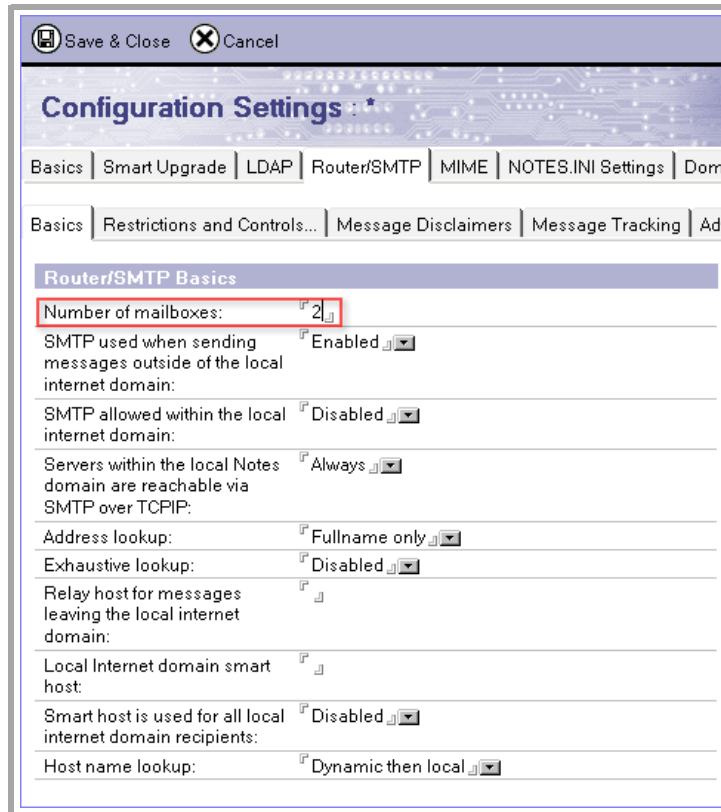 Save & Close Cancel
Configuration Settings : *
Basics Smart Upgrade LDAP Router/SMTP MIME NOTES.INI Settings Dom
Basics Restrictions and Controls... Message Disclaimers Message Tracking Ad
Router/SMTP Basics
Number of mailboxes: 2
SMTP used when sending Enabled
messages outside of the local
internet domain:
SMTP allowed within the local Disabled
internet domain:
Servers within the local Notes Always
domain are reachable via
SMTP over TCPIP:
Address lookup: Fullname only
Exhaustive lookup: Disabled
Relay host for messages
leaving the local internet
domain:
Local Internet domain smart
host:
Smart host is used for all local Disabled
internet domain recipients:
Host name lookup: Dynamic then local